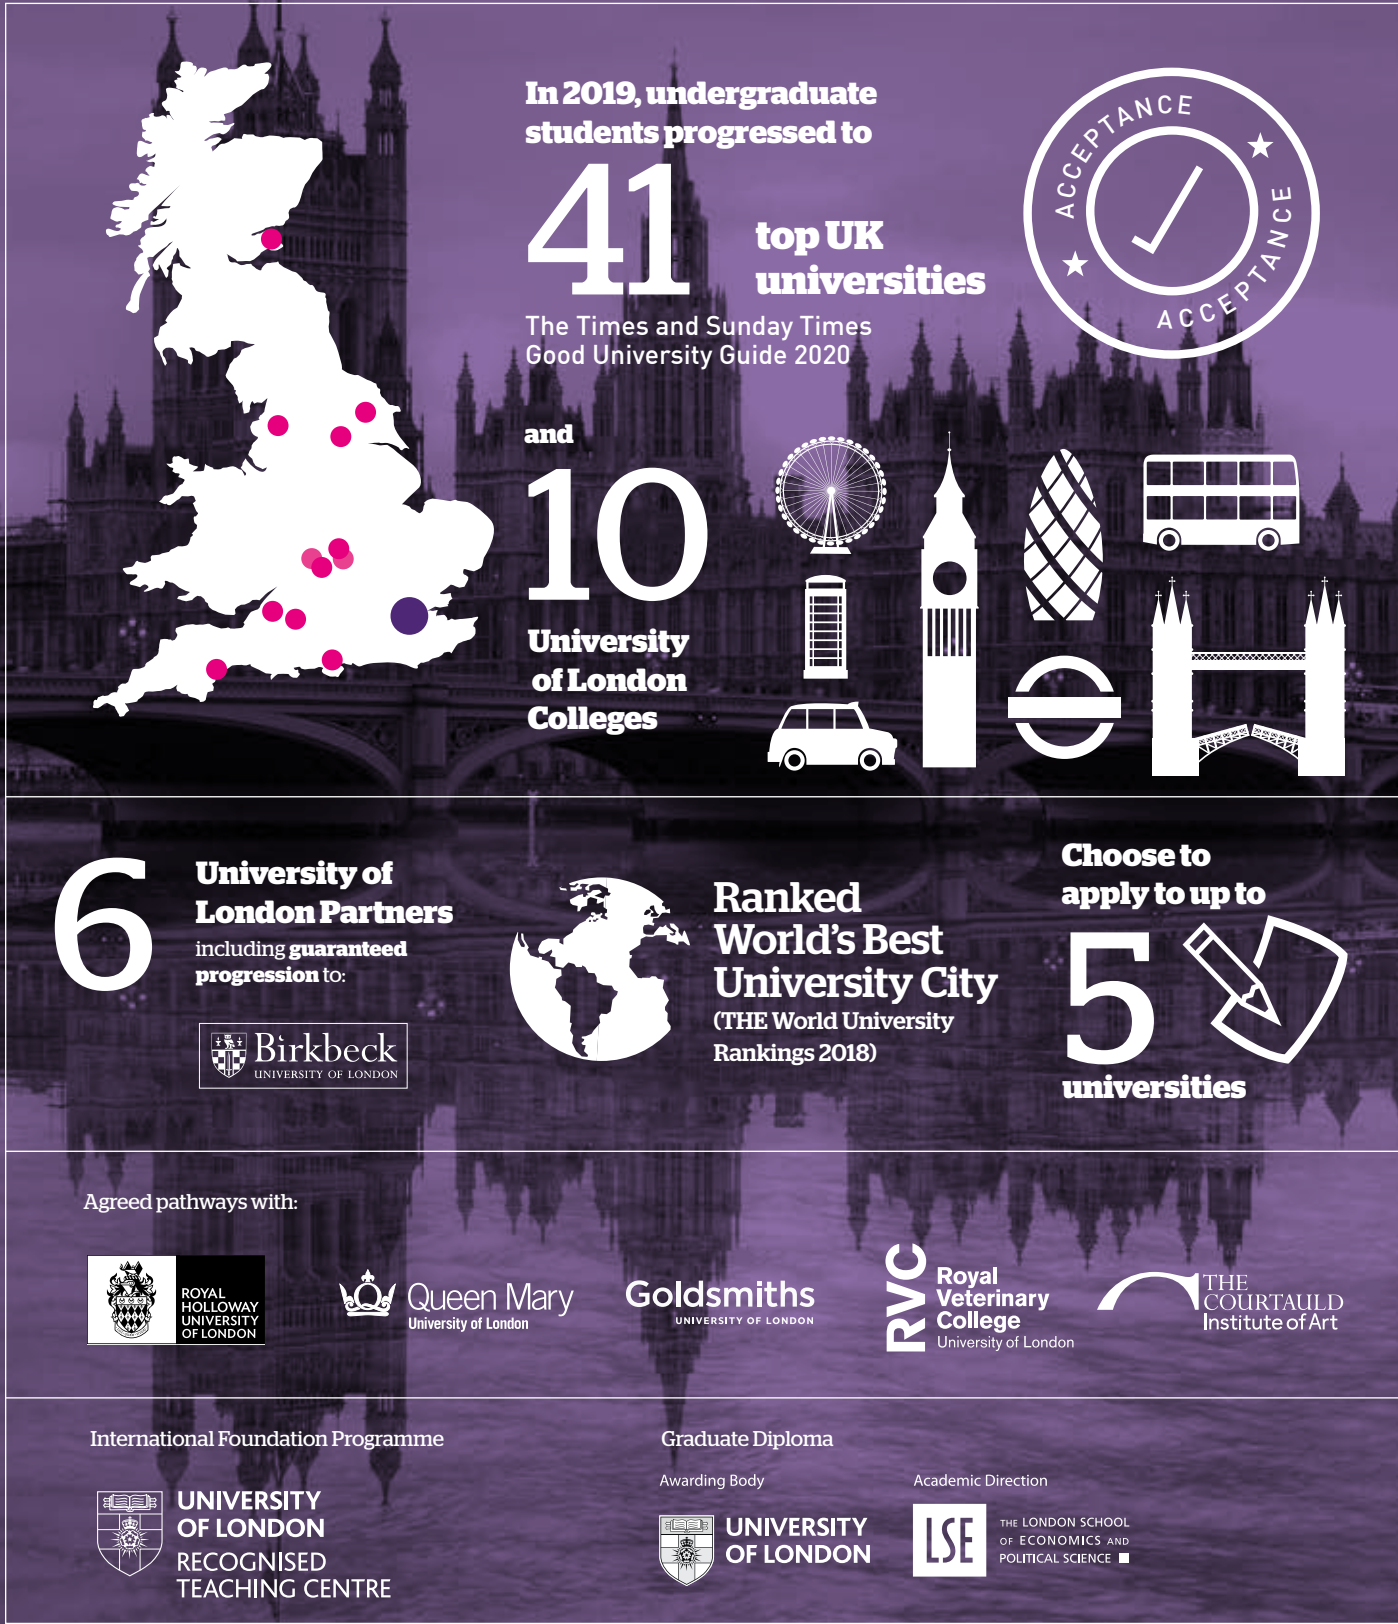 In 2019, undergraduate
students progressed to
41
top UK
universities
The Times and Sunday Times
Good University Guide 2020
ACCEPTANCE
ACCEPTANCE
and
10
University
of London
Colleges
6
University of
London Partners
including guaranteed
progression to:
Birkbeck
UNIVERSITY OF LONDON
Ranked
World's Best
University City
(THE World University
Rankings 2018)
Choose to
apply to up to
5
universities
Agreed pathways with:
ROYAL
HOLLOWAY
UNIVERSITY
OF LONDON
Queen Mary
University of London
Goldsmiths
UNIVERSITY OF LONDON
RVC
Royal
Veterinary
College
University of London
THE
COURTAULD
Institute of Art
International Foundation Programme
UNIVERSITY
OF LONDON
RECOGNISED
TEACHING CENTRE
Graduate Diploma
Awarding Body
UNIVERSITY
OF LONDON
Academic Direction
LSE
THE LONDON SCHOOL
OF ECONOMICS AND
POLITICAL SCIENCE